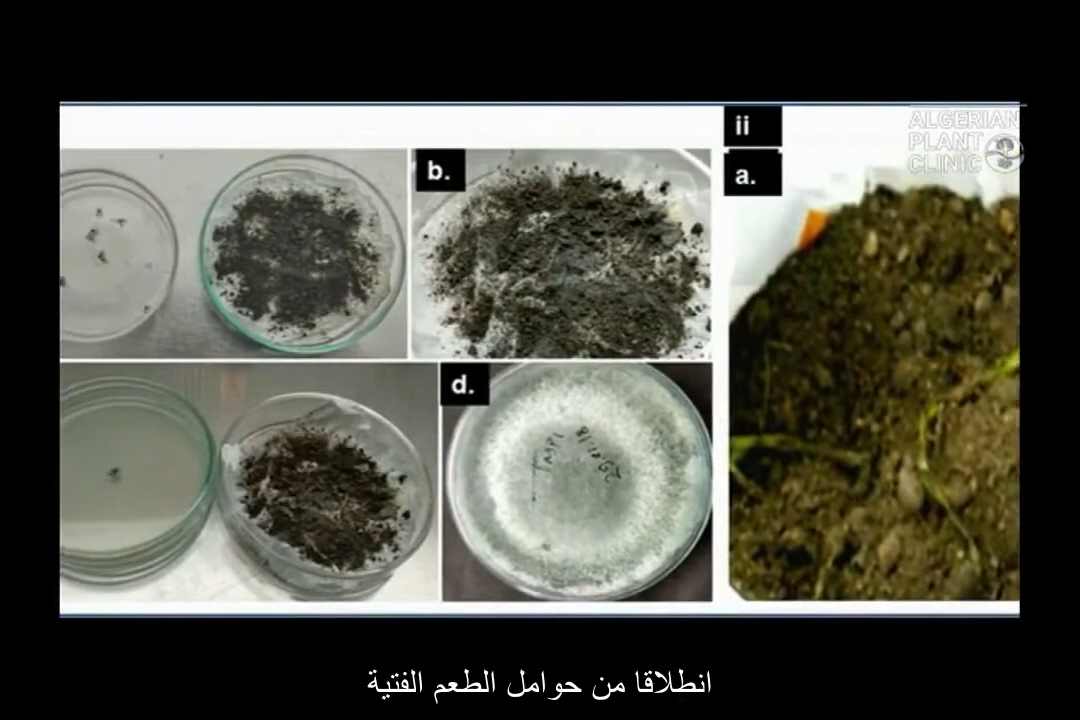 ii
ALGERIAN
PLANT
CLINIC
b.
a.
d.
انطلاقا من حوامل الطعم الفتية